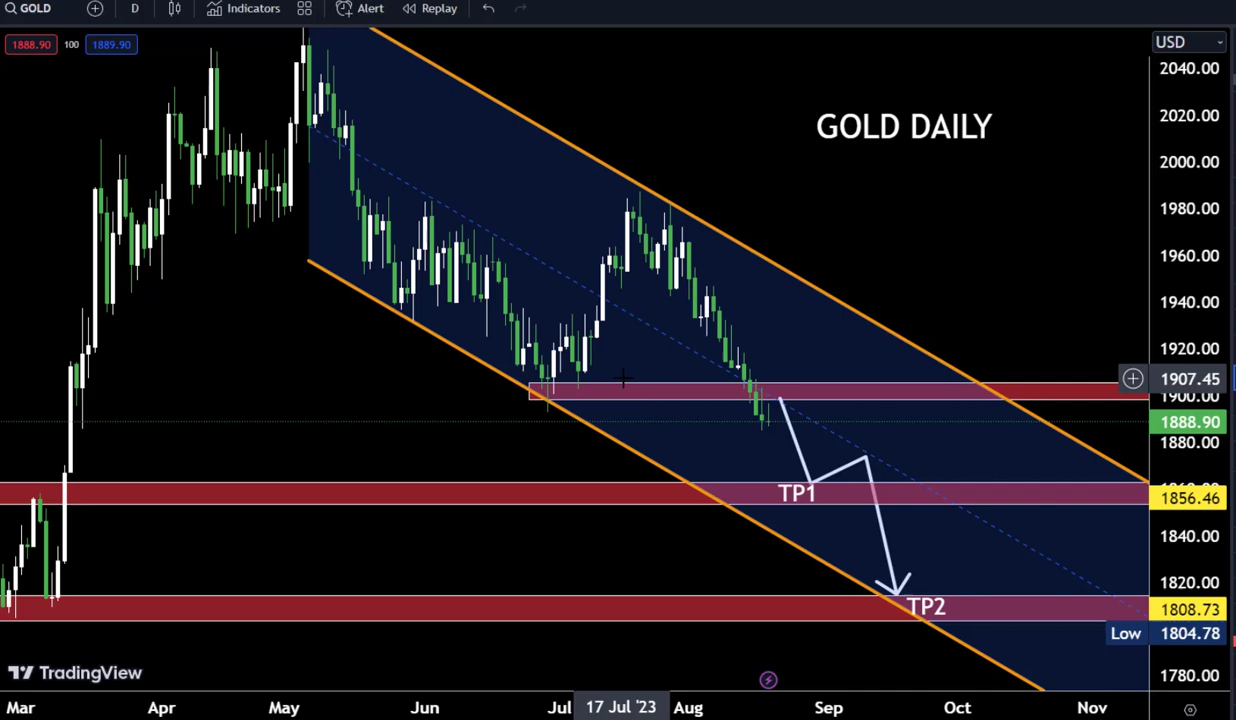 GOLD
D
Indicators
Alert
Replay
1888.90
100
1889.90
USD
2040.00
GOLD DAILY
2020.00
2000.00
1980.00
1960.00
1940.00
1920.00
1907.45
1900.00
1888.90
1880.00
TP1
1856.46
1840.00
1820.00
TP2
1808.73
Low 1804.78
TradingView
1780.00
Mar Apr May Jun Jul 17 Jul '23 Aug Sep Oct Nov